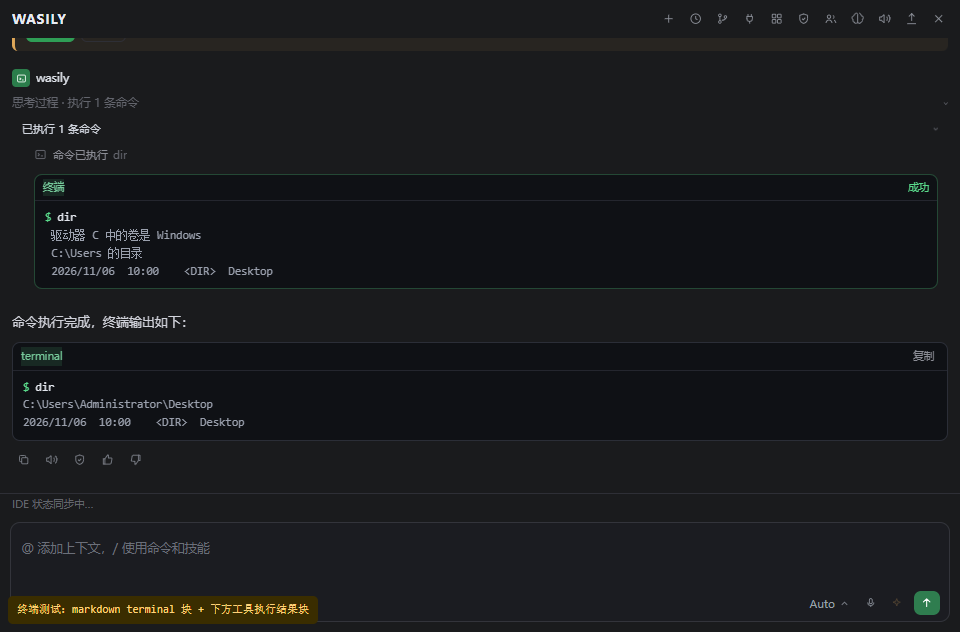 WASILY
wasily
思考过程 · 执行 1 条命令
已执行 1 条命令
命令已执行 dir
终端 成功
$ dir
驱动器 C 中的卷是 Windows
C:\Users 的目录
2026/11/06  10:00    <DIR>  Desktop
命令执行完成，终端输出如下：
terminal 复制
$ dir
C:\Users\Administrator\Desktop
2026/11/06  10:00    <DIR>  Desktop
IDE 状态同步中...
@ 添加上下文，/ 使用命令和技能
终端测试: markdown terminal 块 + 下方工具执行结果块
Auto